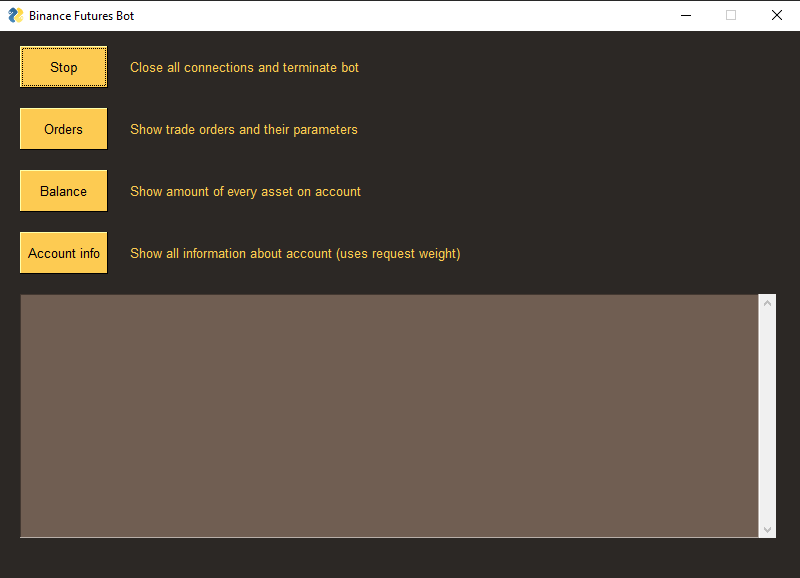 Binance Futures Bot
Stop Close all connections and terminate bot
Orders Show trade orders and their parameters
Balance Show amount of every asset on account
Account info Show all information about account (uses request weight)